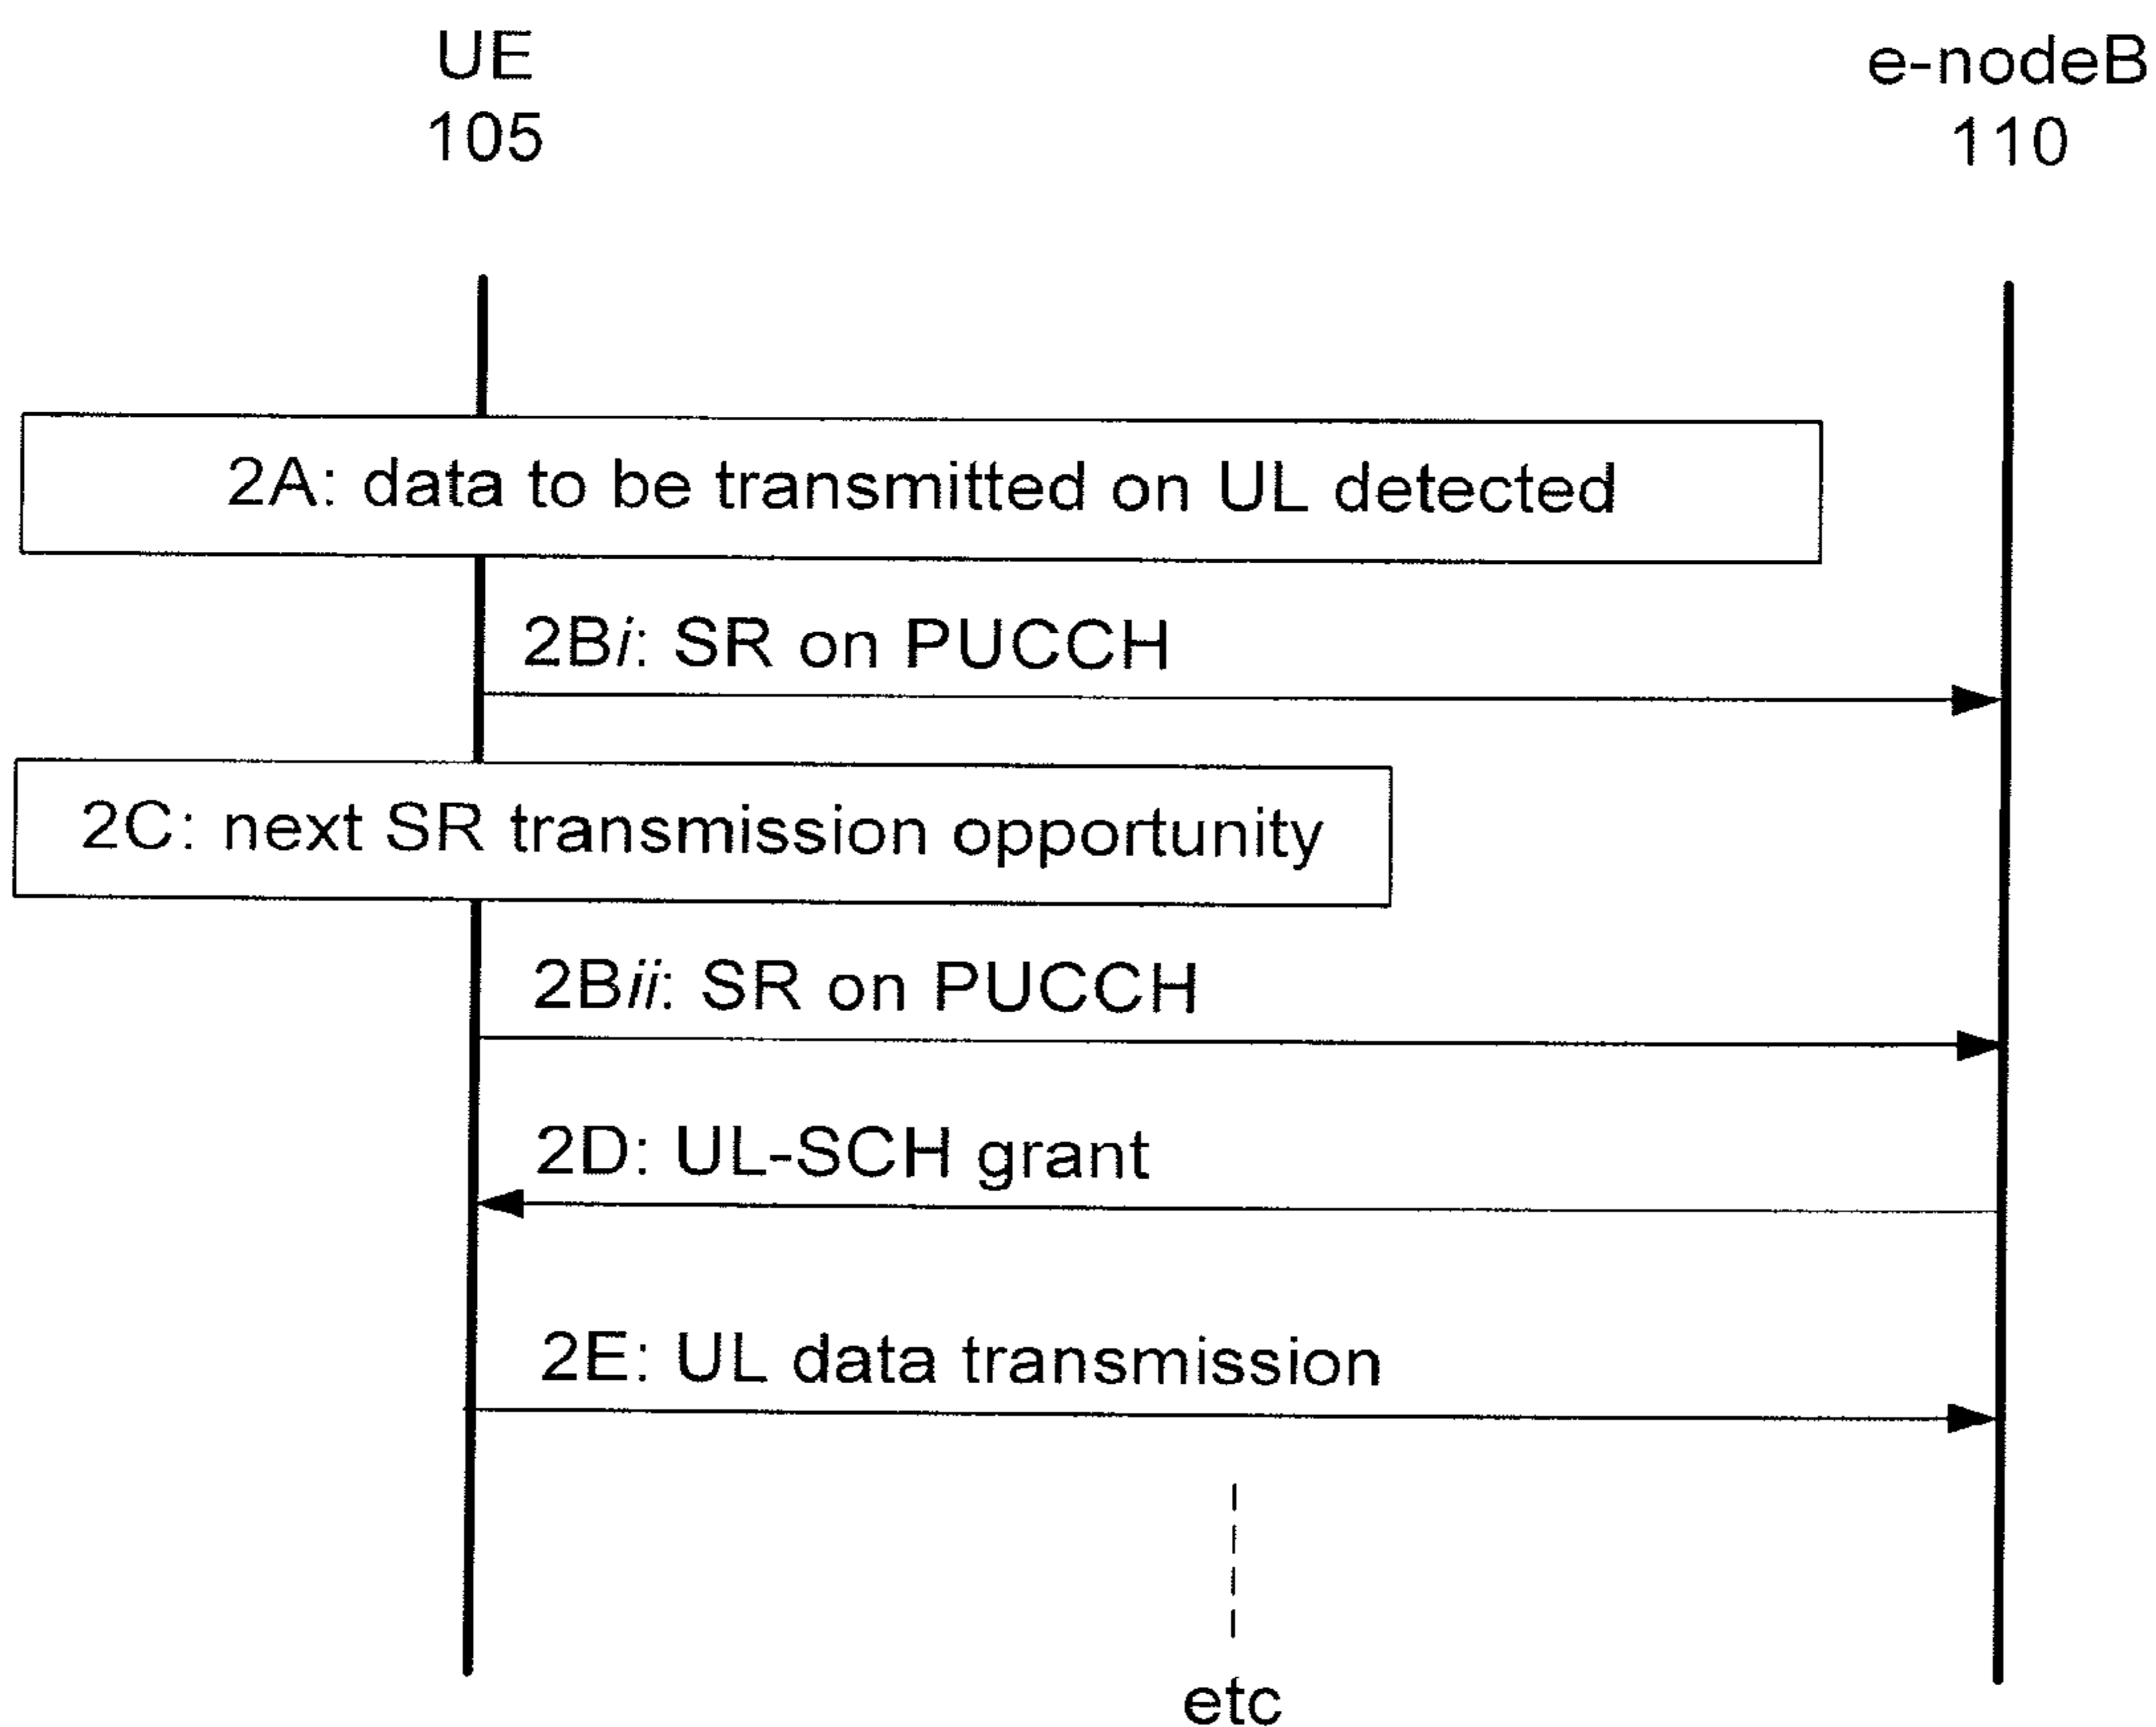 UE
105
e-nodeB
110
2A: data to be transmitted on UL detected
2Bi: SR on PUCCH
2C: next SR transmission opportunity
2Bii: SR on PUCCH
2D: UL-SCH grant
2E: UL data transmission
etc